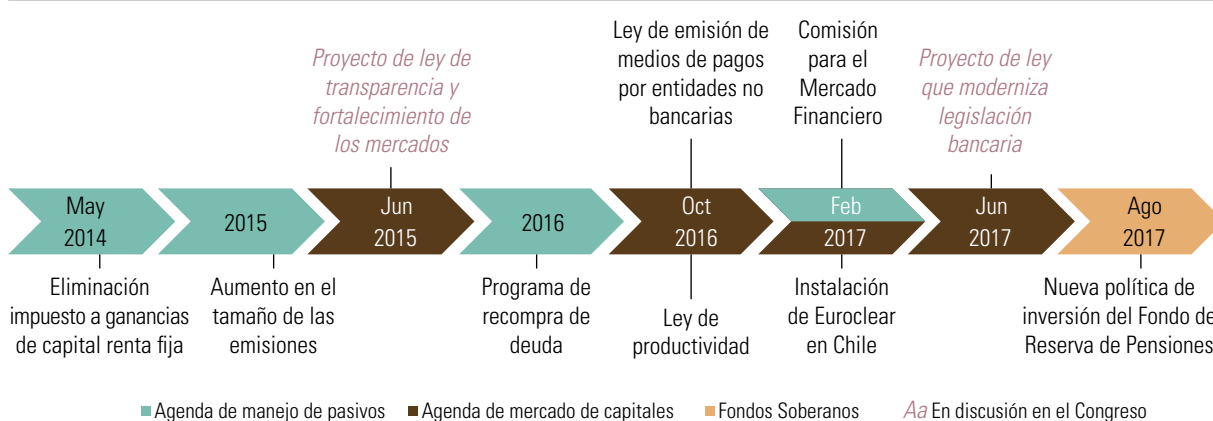 Proyecto de ley de
transparencia y
fortalecimiento de
los mercados
Ley de emisión de
medios de pagos
por entidades no
bancarias
Comisión
para el
Mercado
Financiero
Proyecto de ley
que moderniza
legislación
bancaria
May
2014
2015
Jun
2015
2016
Oct
2016
Feb
2017
Jun
2017
Ago
2017
Eliminación
impuesto a ganancias
de capital renta fija
Aumento en el
tamaño de las
emisiones
Programa de
recompra de
deuda
Ley de
productividad
Instalación
de Euroclear
en Chile
Nueva política de
inversión del Fondo de
Reserva de Pensiones
Agenda de manejo de pasivos
Agenda de mercado de capitales
Fondos Soberanos
Aa En discusión en el Congreso